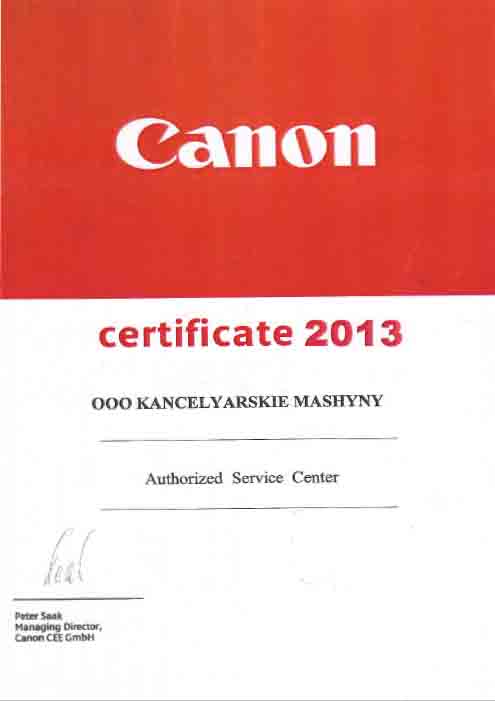 Canon
certificate 2013
OOO KANCELYARSKIE MASHYNY
Authorized Service Center
Peter Saak
Managing Director,
Canon CEE GmbH